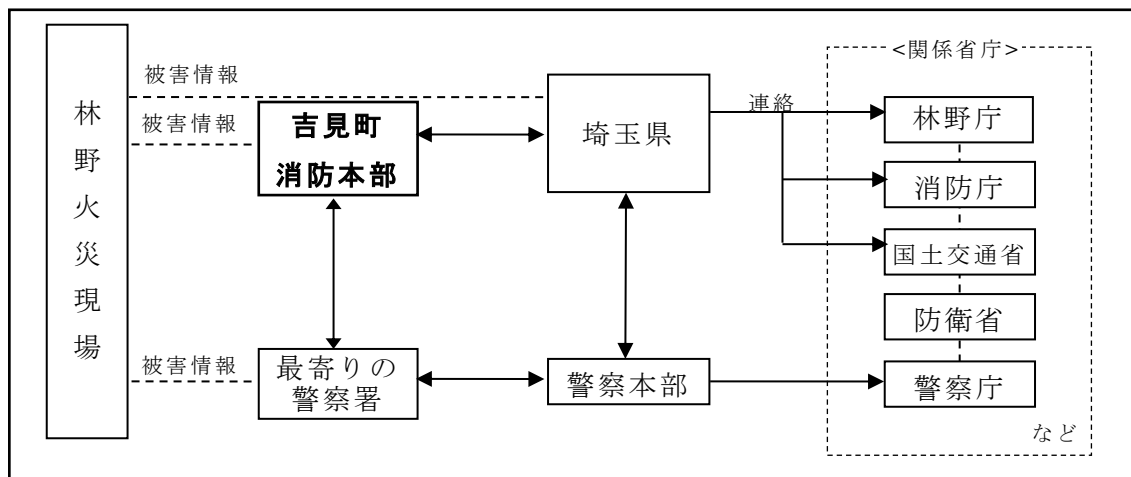 林野火災現場
被害情報
被害情報
被害情報
吉見町
消防本部
最寄りの
警察署
埼玉県
警察本部
連絡
<関係省庁>
林野庁
消防庁
国土交通省
防衛省
警察庁
など